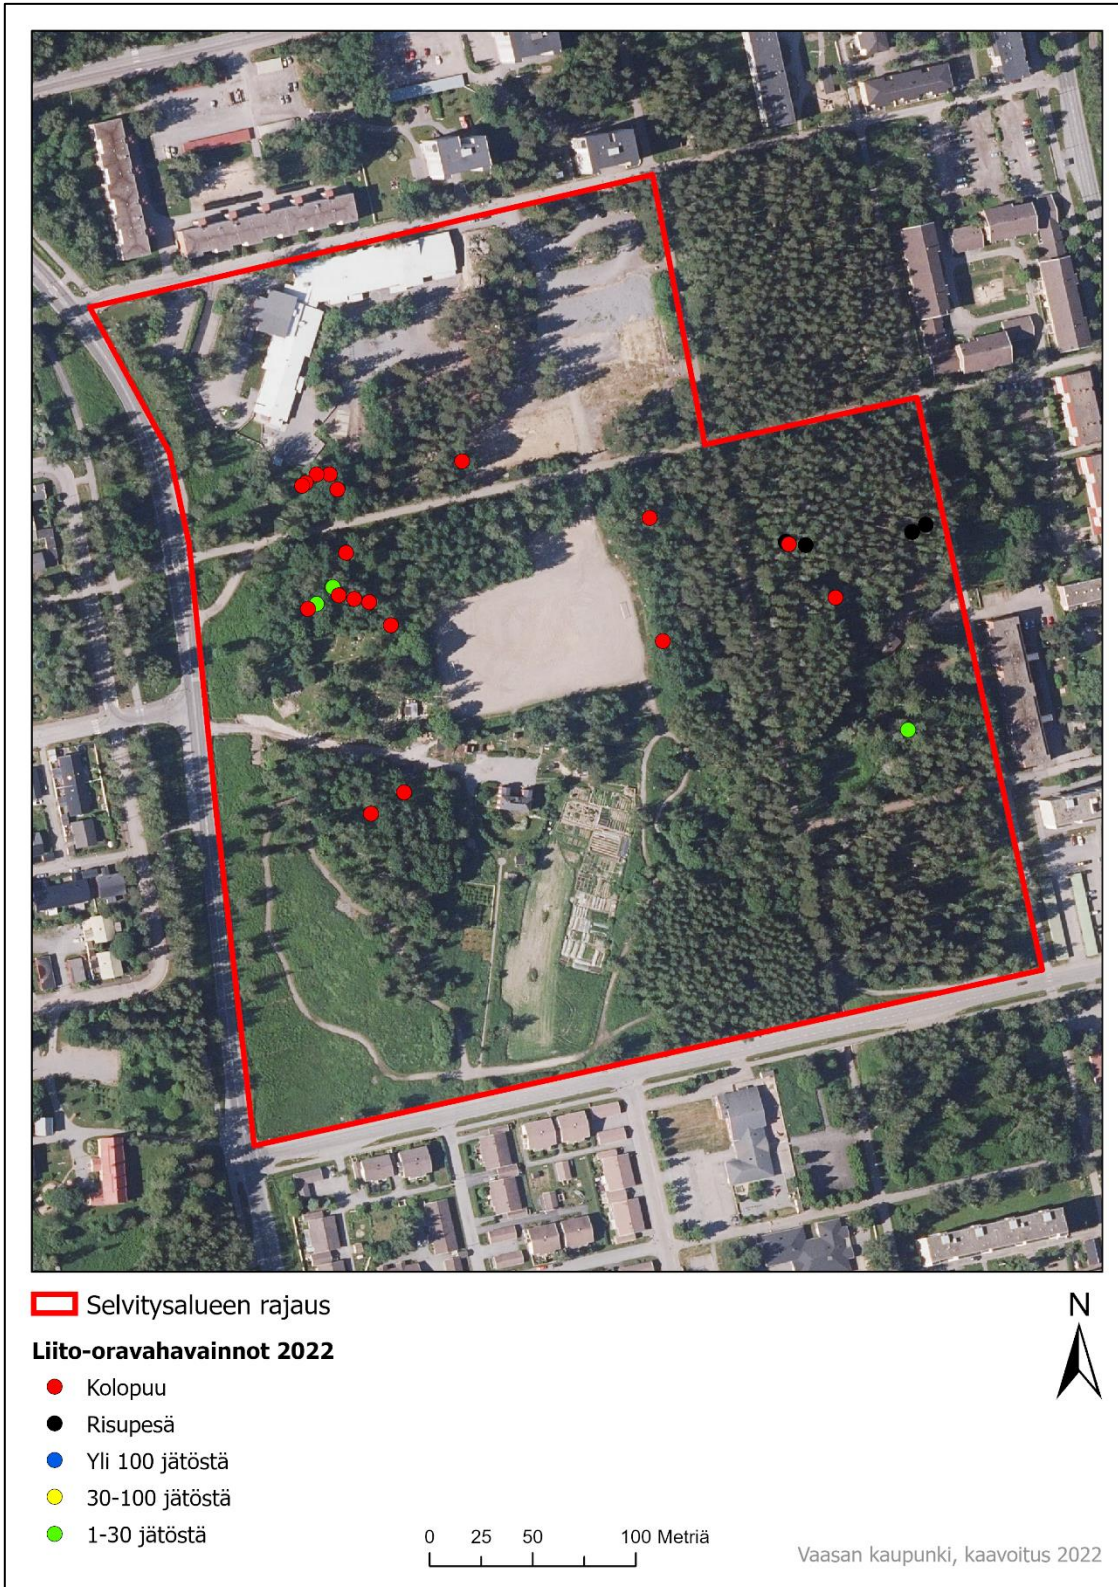 Selvitysalueen rajaus
N
Liito-oravahavainnot 2022
Kolopuu
Risupesä
Yli 100 jätöstä
30-100 jätöstä
1-30 jätöstä
0 25 50 100 Metriä
Vaasan kaupunki, kaavoitus 2022